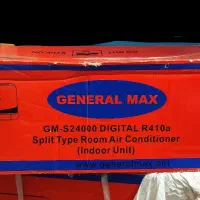 GENERAL MAX
GM-S24000 DIGITAL R410a
Split Type Room Air Conditioner
(Indoor Unit)
www.generalmax.net